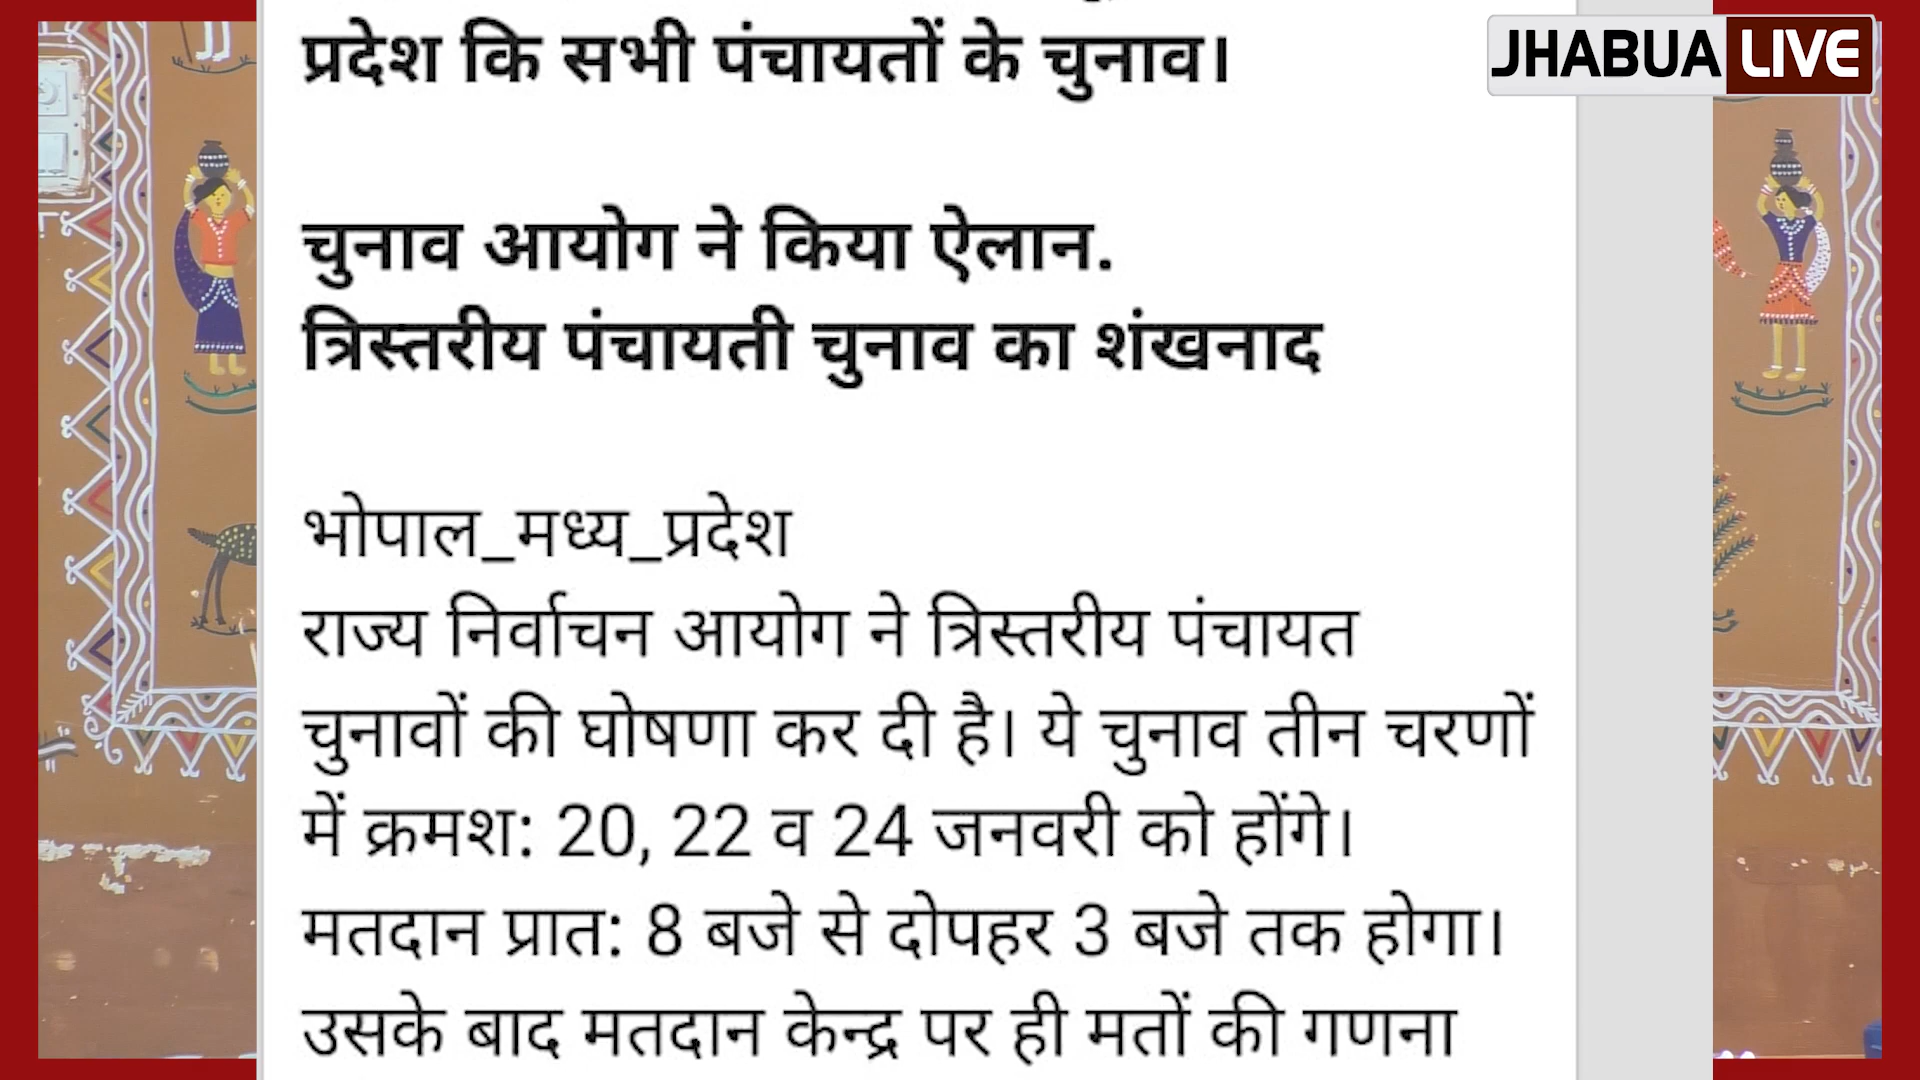 JHABUA LIVE
प्रदेश कि सभी पंचायतों के चुनाव।
चुनाव आयोग ने किया ऐलान.
त्रिस्तरीय पंचायती चुनाव का शंखनाद
भोपाल_मध्य_प्रदेश
राज्य निर्वाचन आयोग ने त्रिस्तरीय पंचायत
चुनावों की घोषणा कर दी है। ये चुनाव तीन चरणों
में क्रमश: 20, 22 व 24 जनवरी को होंगे।
मतदान प्रात: 8 बजे से दोपहर 3 बजे तक होगा।
उसके बाद मतदान केन्द्र पर ही मतों की गणना